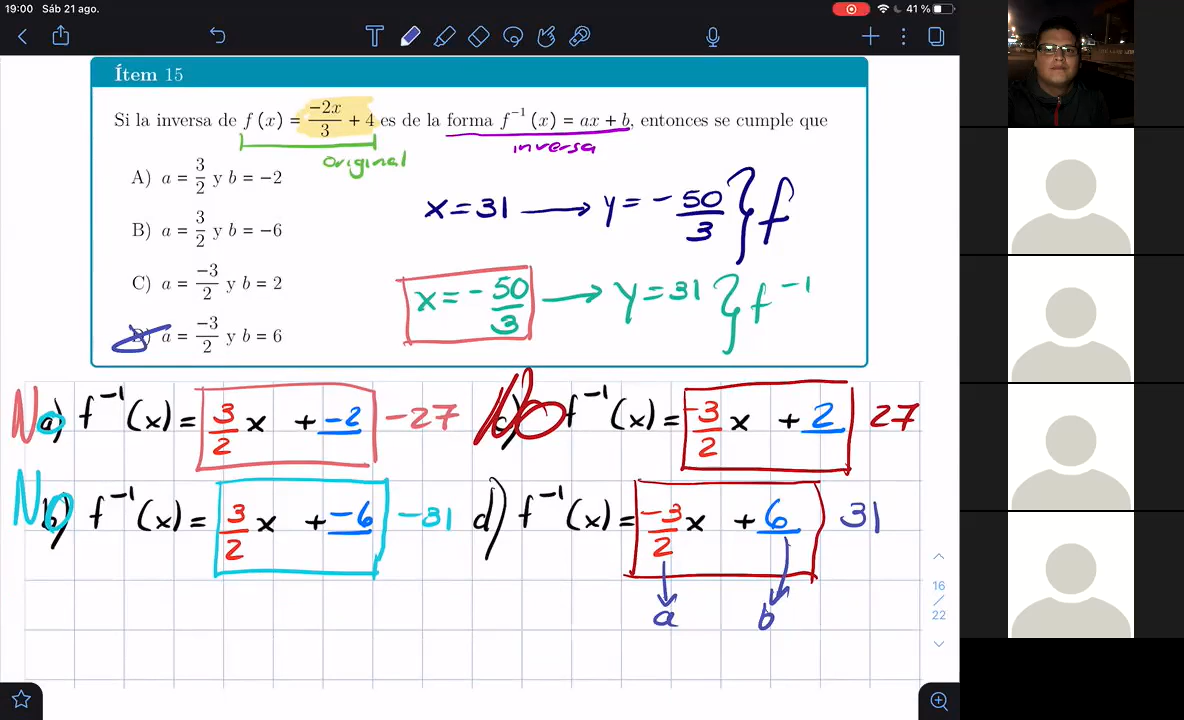 19:00 Sáb 21 ago. 41 %
Ítem 15
Si la inversa de f (x) = -2x/3 + 4 es de la forma f⁻¹ (x) = ax + b, entonces se cumple que
original inversa
A) a = 3/2 y b = −2
B) a = 3/2 y b = −6
C) a = −3/2 y b = 2
D) a = −3/2 y b = 6
x = 31 → y = −50/3 } f
x = −50/3 → y = 31 } f⁻¹
No a) f⁻¹(x) = 3/2 x + −2 −27
No c) f⁻¹(x) = −3/2 x + 2 27
No b) f⁻¹(x) = 3/2 x + −6 −31
d) f⁻¹(x) = −3/2 x + 6 31
a b
16
/
22